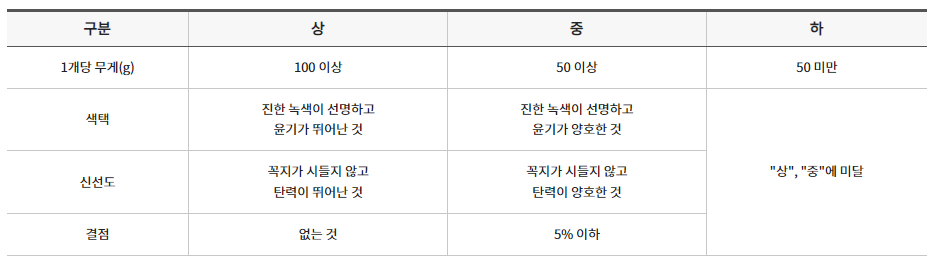 구분 상 중 하
1개당 무게(g) 100 이상 50 이상 50 미만
색택
진한 녹색이 선명하고
윤기가 뛰어난 것
진한 녹색이 선명하고
윤기가 양호한 것
"상", "중"에 미달
신선도
꼭지가 시들지 않고
탄력이 뛰어난 것
꼭지가 시들지 않고
탄력이 양호한 것
결점 없는 것 5% 이하